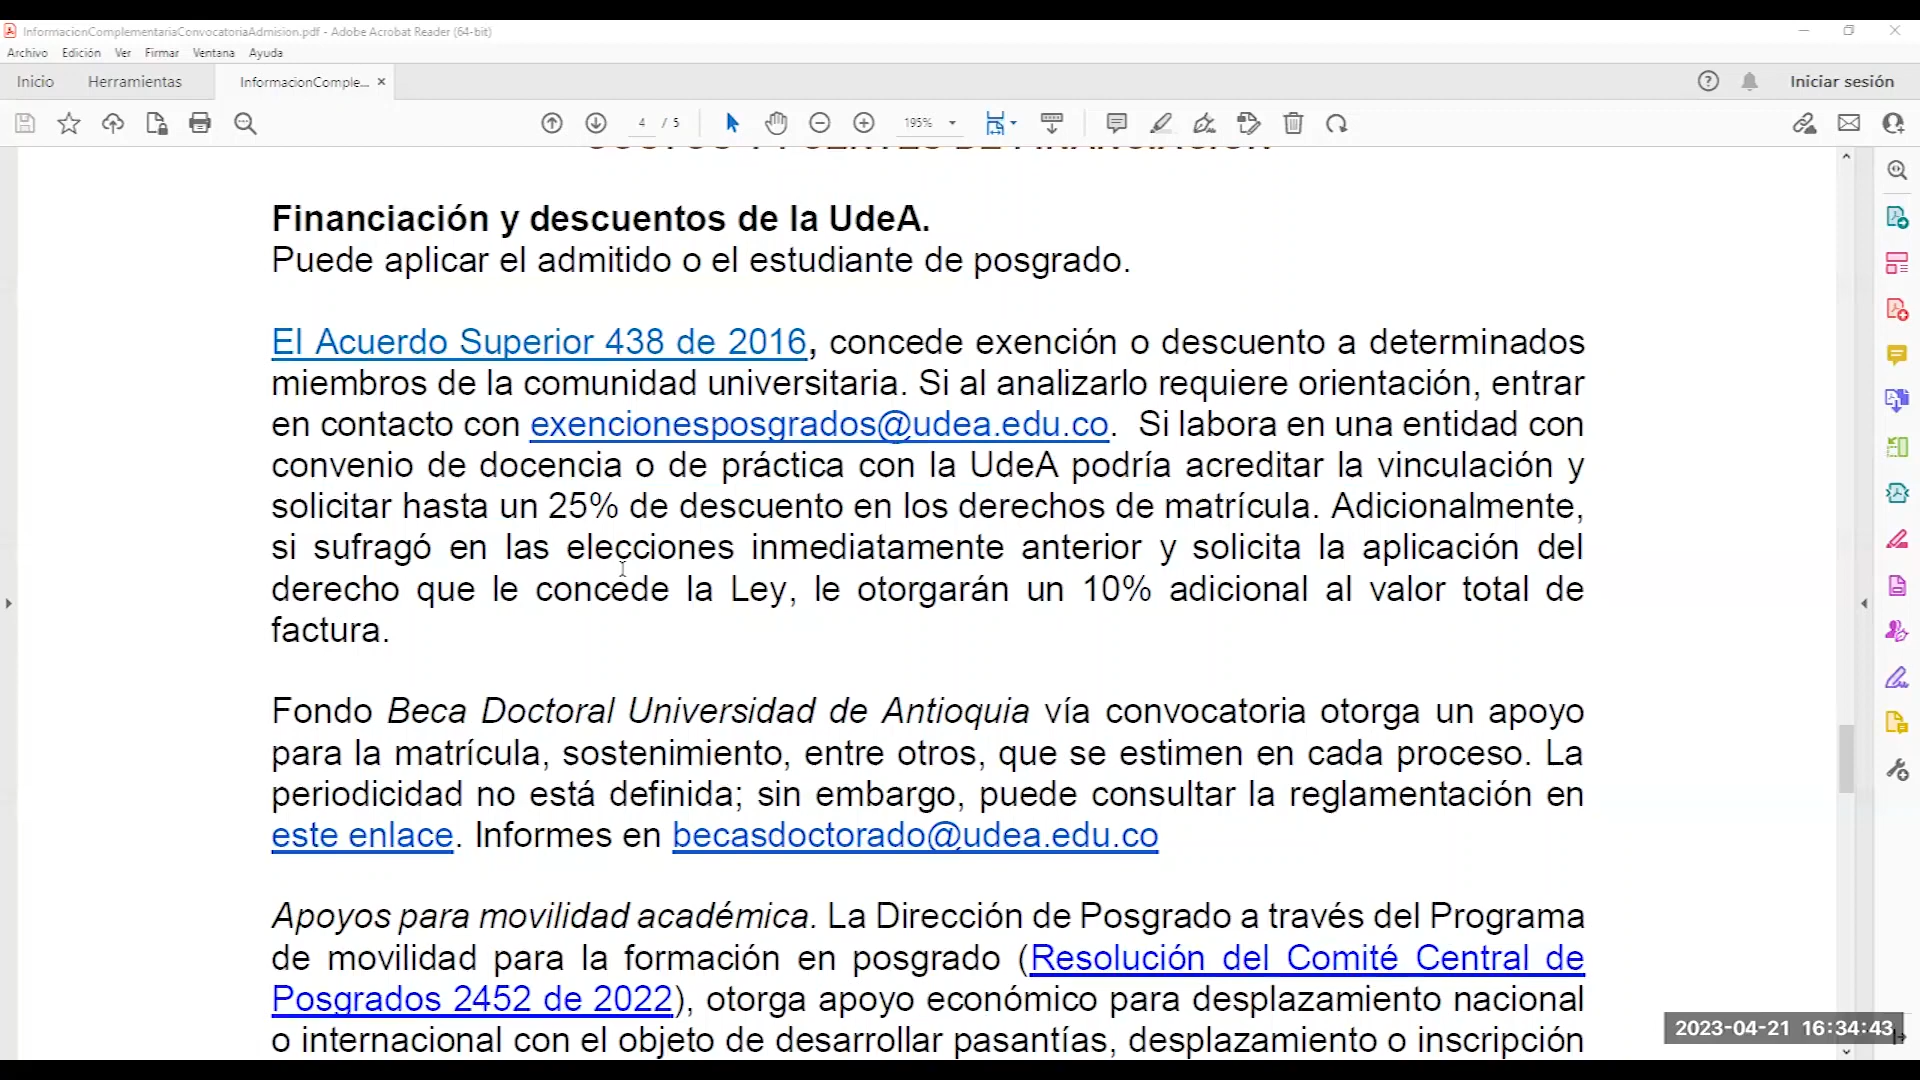 InformacionComplementariaConvocatoriaAdmision.pdf - Adobe Acrobat Reader (64-bit)
Archivo Edición Ver Firmar Ventana Ayuda
Inicio Herramientas InformacionComple... × Iniciar sesión
4 / 5 195%
COSTOS Y FUENTES DE FINANCIACIÓN
Financiación y descuentos de la UdeA.
Puede aplicar el admitido o el estudiante de posgrado.
El Acuerdo Superior 438 de 2016, concede exención o descuento a determinados
miembros de la comunidad universitaria. Si al analizarlo requiere orientación, entrar
en contacto con exencionesposgrados@udea.edu.co. Si labora en una entidad con
convenio de docencia o de práctica con la UdeA podría acreditar la vinculación y
solicitar hasta un 25% de descuento en los derechos de matrícula. Adicionalmente,
si sufragó en las elecciones inmediatamente anterior y solicita la aplicación del
derecho que le concede la Ley, le otorgarán un 10% adicional al valor total de
factura.
Fondo Beca Doctoral Universidad de Antioquia vía convocatoria otorga un apoyo
para la matrícula, sostenimiento, entre otros, que se estimen en cada proceso. La
periodicidad no está definida; sin embargo, puede consultar la reglamentación en
este enlace. Informes en becasdoctorado@udea.edu.co
Apoyos para movilidad académica. La Dirección de Posgrado a través del Programa
de movilidad para la formación en posgrado (Resolución del Comité Central de
Posgrados 2452 de 2022), otorga apoyo económico para desplazamiento nacional
o internacional con el objeto de desarrollar pasantías, desplazamiento o inscripción
2023-04-21 16:34:43